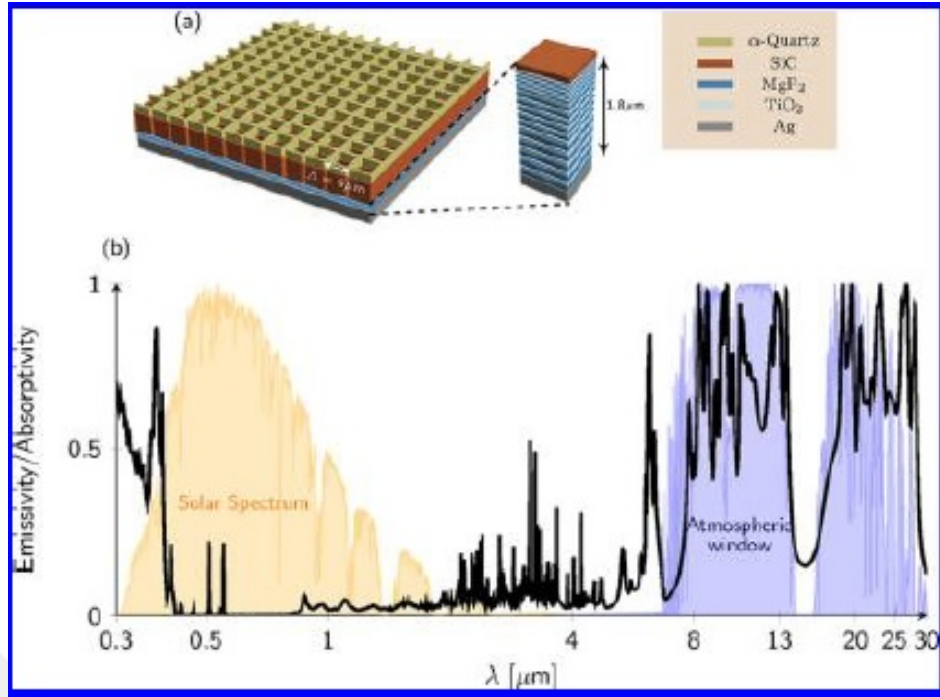 (a)
α-Quartz
SiC
MgF₂
TiO₂
Ag
1.8μm
Λ = 6μm
(b)
Emissivity/Absorptivity
1
0.5
0
Solar Spectrum
Atmospheric
window
0.3 0.5 1 4 8 13 20 25 30
λ [μm]